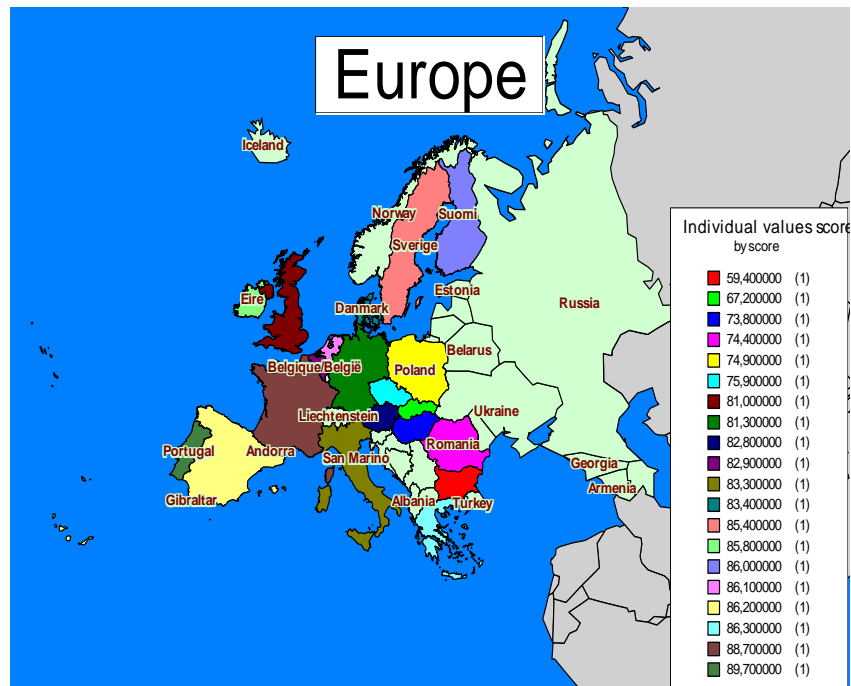 Europe
Iceland
Norway
Suomi
Sverige
Estonia
Eire
Danmark
Russia
Belgique/België
Poland
Belarus
Liechtenstein
Ukraine
Portugal
Andorra
San Marino
Romania
Georgia
Gibraltar
Albania
Turkey
Armenia
Individual values score
by score
59,400000 (1)
67,200000 (1)
73,800000 (1)
74,400000 (1)
74,900000 (1)
75,900000 (1)
81,000000 (1)
81,300000 (1)
82,800000 (1)
82,900000 (1)
83,300000 (1)
83,400000 (1)
85,400000 (1)
85,800000 (1)
86,000000 (1)
86,100000 (1)
86,200000 (1)
86,300000 (1)
88,700000 (1)
89,700000 (1)